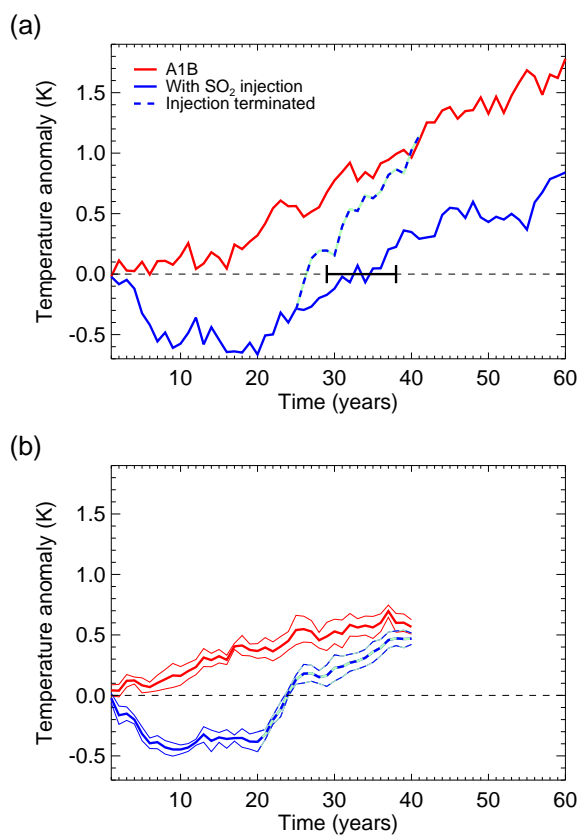 (a)
A1B
With SO2 injection
Injection terminated
Temperature anomaly (K)
1.5
1.0
0.5
0.0
-0.5
10 20 30 40 50 60
Time (years)
(b)
Temperature anomaly (K)
1.5
1.0
0.5
0.0
-0.5
10 20 30 40 50 60
Time (years)